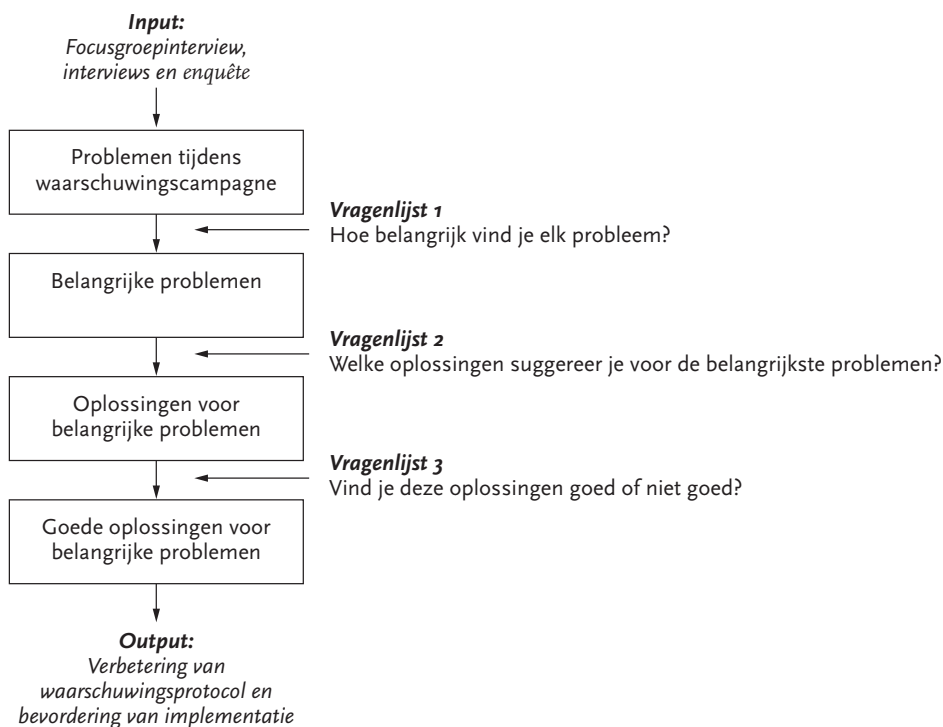 Input:
Focusgroepinterview,
interviews en enquête
Problemen tijdens
waarschuwingscampagne
Vragenlijst 1
Hoe belangrijk vind je elk probleem?
Belangrijke problemen
Vragenlijst 2
Welke oplossingen suggereer je voor de belangrijkste problemen?
Oplossingen voor
belangrijke problemen
Vragenlijst 3
Vind je deze oplossingen goed of niet goed?
Goede oplossingen voor
belangrijke problemen
Output:
Verbetering van
waarschuwingsprotocol en
bevordering van implementatie